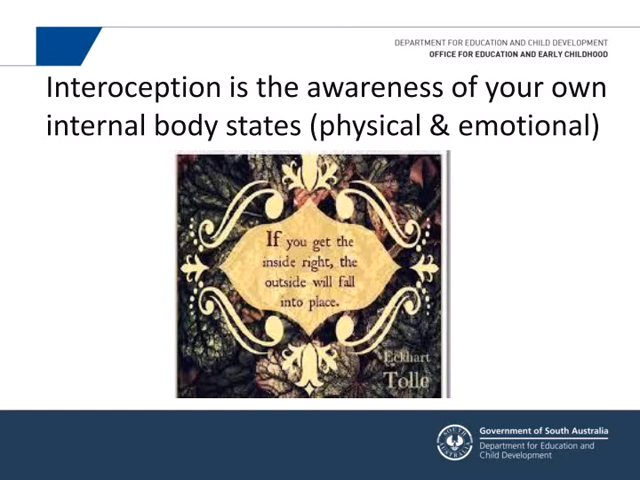 DEPARTMENT FOR EDUCATION AND CHILD DEVELOPMENT
OFFICE FOR EDUCATION AND EARLY CHILDHOOD
Interoception is the awareness of your own
internal body states (physical & emotional)
If you get the
inside right, the
outside will fall
into place.
Eckhart
Tolle
SOUTH AUSTRALIA
Government of South Australia
Department for Education and
Child Development